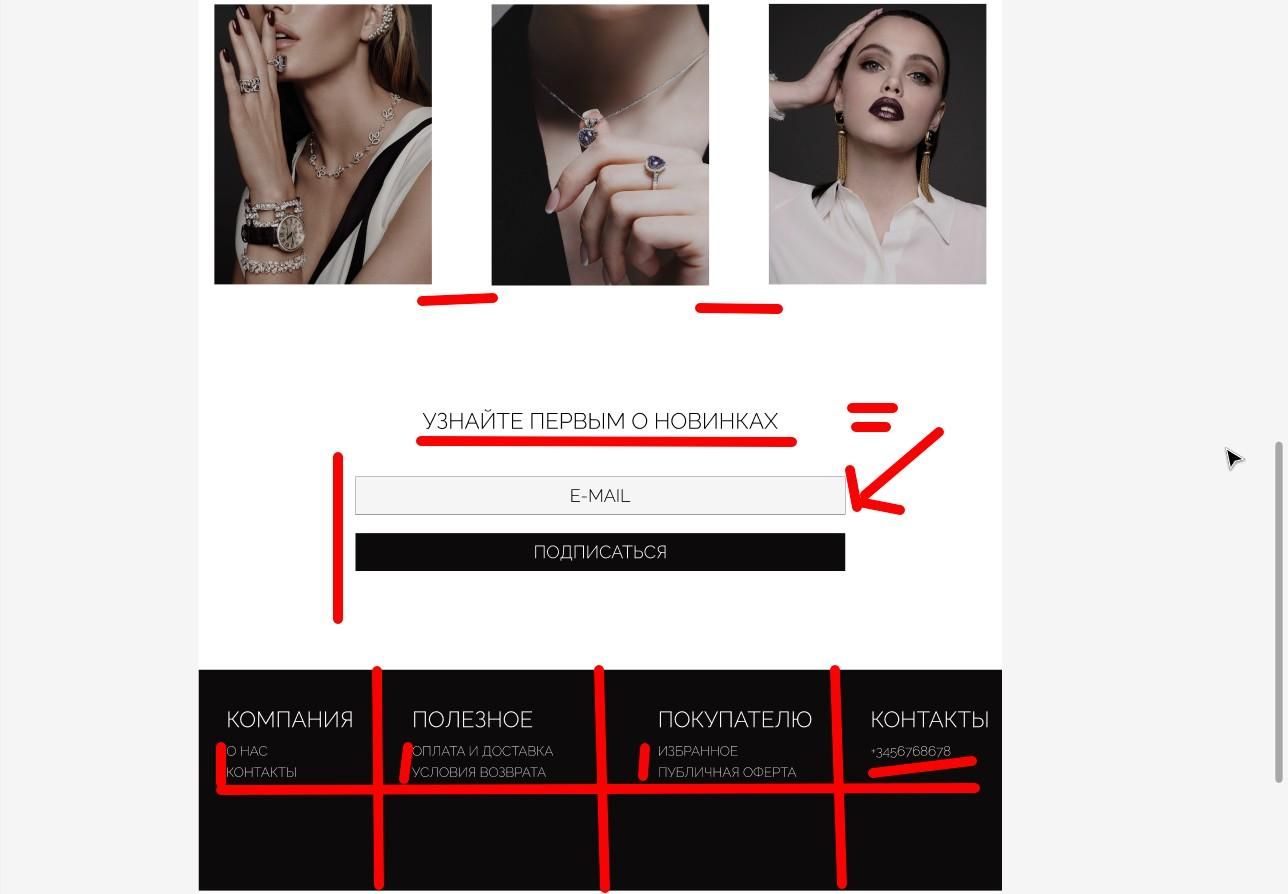 УЗНАЙТЕ ПЕРВЫМ О НОВИНКАХ
E-MAIL
ПОДПИСАТЬСЯ
КОМПАНИЯ
О НАС
КОНТАКТЫ
ПОЛЕЗНОЕ
ОПЛАТА И ДОСТАВКА
УСЛОВИЯ ВОЗВРАТА
ПОКУПАТЕЛЮ
ИЗБРАННОЕ
ПУБЛИЧНАЯ ОФЕРТА
КОНТАКТЫ
+3456768678